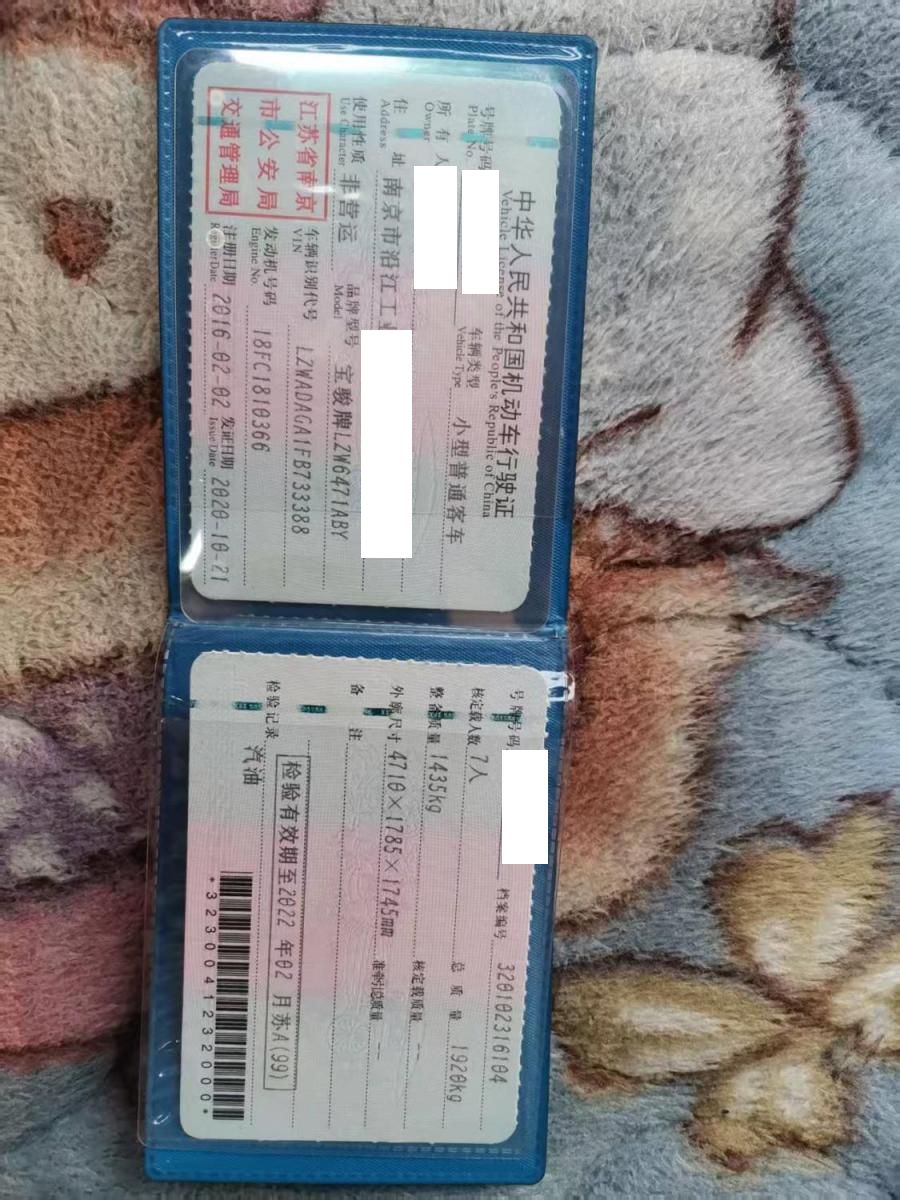 中华人民共和国机动车行驶证
Vehicle License of the People's Republic of China
号牌号码
Plate No.
车辆类型
Vehicle Type
小型普通客车
所有人
Owner
住址
Address
南京市沿江工业
使用性质
Use Character
非营运
品牌型号
Model
宝骏牌LZW6471ABY
江苏省南京
市公安局
交通管理局
车辆识别代号
VIN
LZWADAGA1FB733388
发动机号码
Engine No.
18FC1810366
注册日期
Register Date
2016-02-02
发证日期
Issue Date
2020-10-21
号牌号码
档案编号
320102316104
核定载人数
7人
总质量
1920kg
整备质量
1435kg
核定载质量
--
外廓尺寸
4710×1785×1745mm
准牵引总质量
--
备注
检验有效期至2022年02月苏A(99)
检验记录
汽油
*3230041232000*